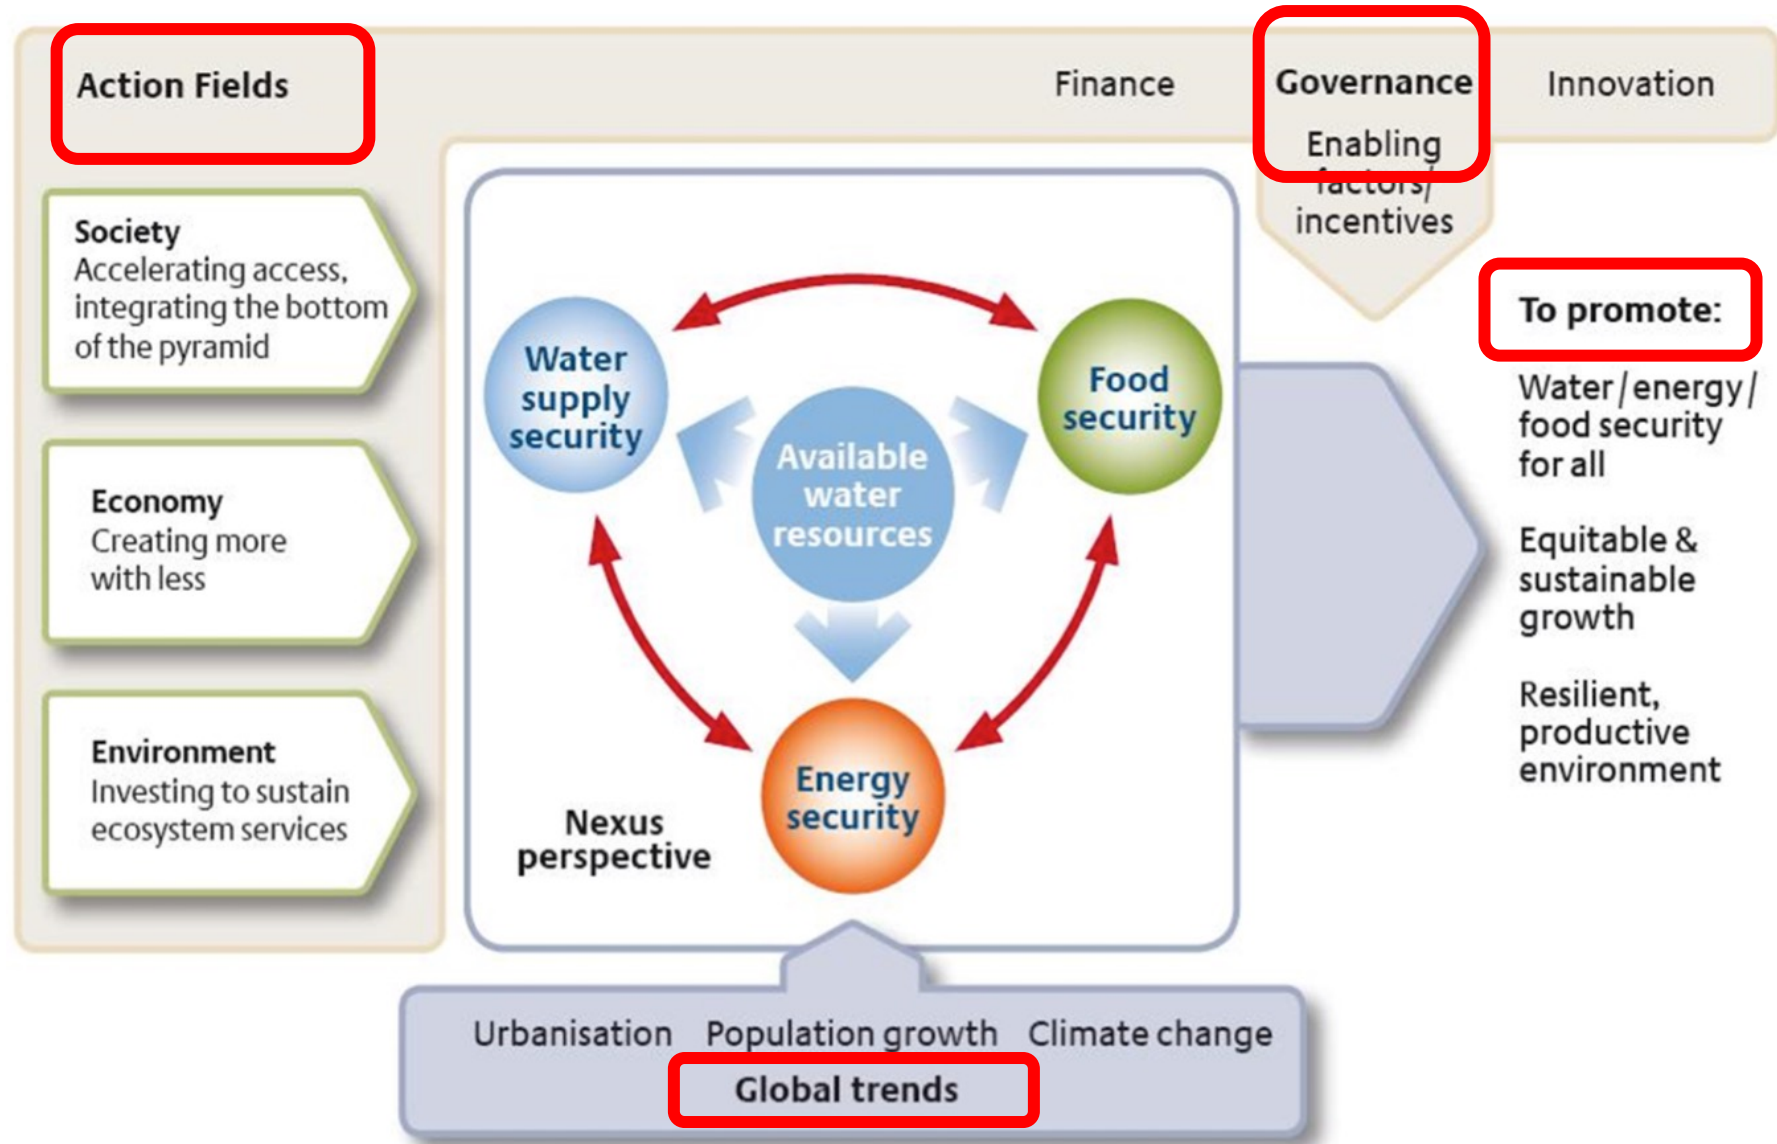 Action Fields
Finance
Governance
Innovation
Enabling
factors/
incentives
Society
Accelerating access,
integrating the bottom
of the pyramid
Economy
Creating more
with less
Environment
Investing to sustain
ecosystem services
Water
supply
security
Food
security
Available
water
resources
Energy
security
Nexus
perspective
To promote:
Water/energy/
food security
for all
Equitable &
sustainable
growth
Resilient,
productive
environment
Urbanisation
Population growth
Climate change
Global trends